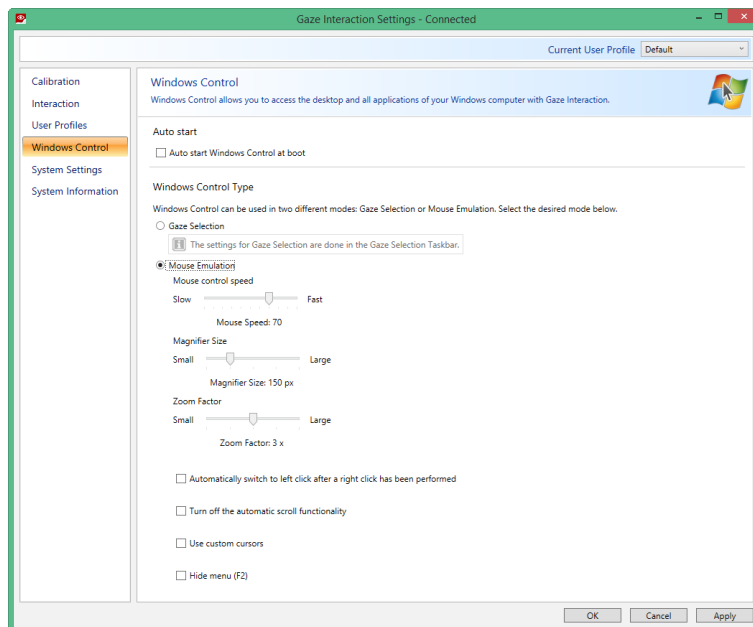 Gaze Interaction Settings - Connected
Current User Profile Default
Calibration
Interaction
User Profiles
Windows Control
System Settings
System Information
Windows Control
Windows Control allows you to access the desktop and all applications of your Windows computer with Gaze Interaction.
Auto start
Auto start Windows Control at boot
Windows Control Type
Windows Control can be used in two different modes: Gaze Selection or Mouse Emulation. Select the desired mode below.
Gaze Selection
The settings for Gaze Selection are done in the Gaze Selection Taskbar.
Mouse Emulation
Mouse control speed
Slow Fast
Mouse Speed: 70
Magnifier Size
Small Large
Magnifier Size: 150 px
Zoom Factor
Small Large
Zoom Factor: 3 x
Automatically switch to left click after a right click has been performed
Turn off the automatic scroll functionality
Use custom cursors
Hide menu (F2)
OK Cancel Apply